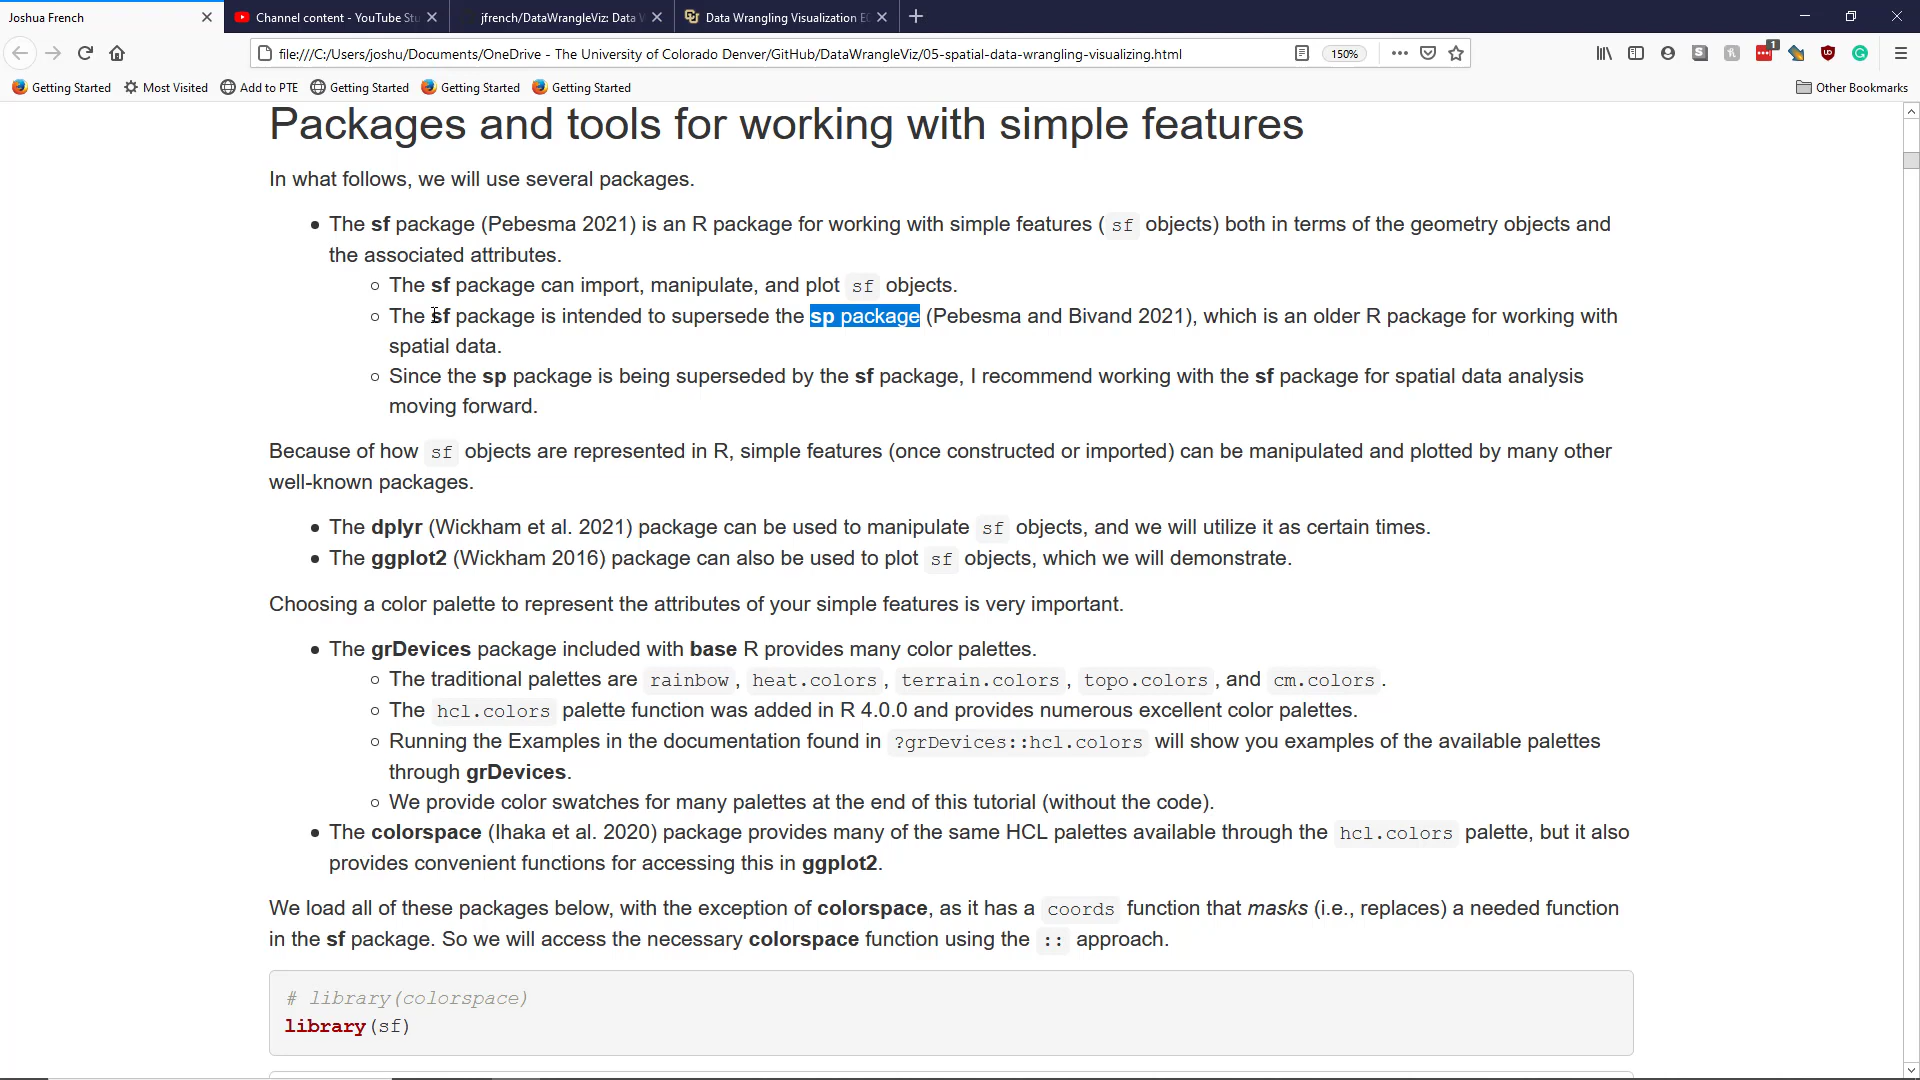 Joshua French
Channel content - YouTube Stu
jfrench/DataWrangleViz: Data W
Data Wrangling Visualization E
file:///C:/Users/joshu/Documents/OneDrive - The University of Colorado Denver/GitHub/DataWrangleViz/05-spatial-data-wrangling-visualizing.html
150%
1
Getting Started
Most Visited
Add to PTE
Getting Started
Getting Started
Getting Started
Other Bookmarks
Packages and tools for working with simple features
In what follows, we will use several packages.
• The sf package (Pebesma 2021) is an R package for working with simple features ( sf objects) both in terms of the geometry objects and
the associated attributes.
○ The sf package can import, manipulate, and plot sf objects.
○ The sf package is intended to supersede the sp package (Pebesma and Bivand 2021), which is an older R package for working with
spatial data.
○ Since the sp package is being superseded by the sf package, I recommend working with the sf package for spatial data analysis
moving forward.
Because of how sf objects are represented in R, simple features (once constructed or imported) can be manipulated and plotted by many other
well-known packages.
• The dplyr (Wickham et al. 2021) package can be used to manipulate sf objects, and we will utilize it as certain times.
• The ggplot2 (Wickham 2016) package can also be used to plot sf objects, which we will demonstrate.
Choosing a color palette to represent the attributes of your simple features is very important.
• The grDevices package included with base R provides many color palettes.
○ The traditional palettes are rainbow, heat.colors, terrain.colors, topo.colors, and cm.colors.
○ The hcl.colors palette function was added in R 4.0.0 and provides numerous excellent color palettes.
○ Running the Examples in the documentation found in ?grDevices::hcl.colors will show you examples of the available palettes
through grDevices.
○ We provide color swatches for many palettes at the end of this tutorial (without the code).
• The colorspace (Ihaka et al. 2020) package provides many of the same HCL palettes available through the hcl.colors palette, but it also
provides convenient functions for accessing this in ggplot2.
We load all of these packages below, with the exception of colorspace, as it has a coords function that masks (i.e., replaces) a needed function
in the sf package. So we will access the necessary colorspace function using the :: approach.
# library(colorspace)
library(sf)